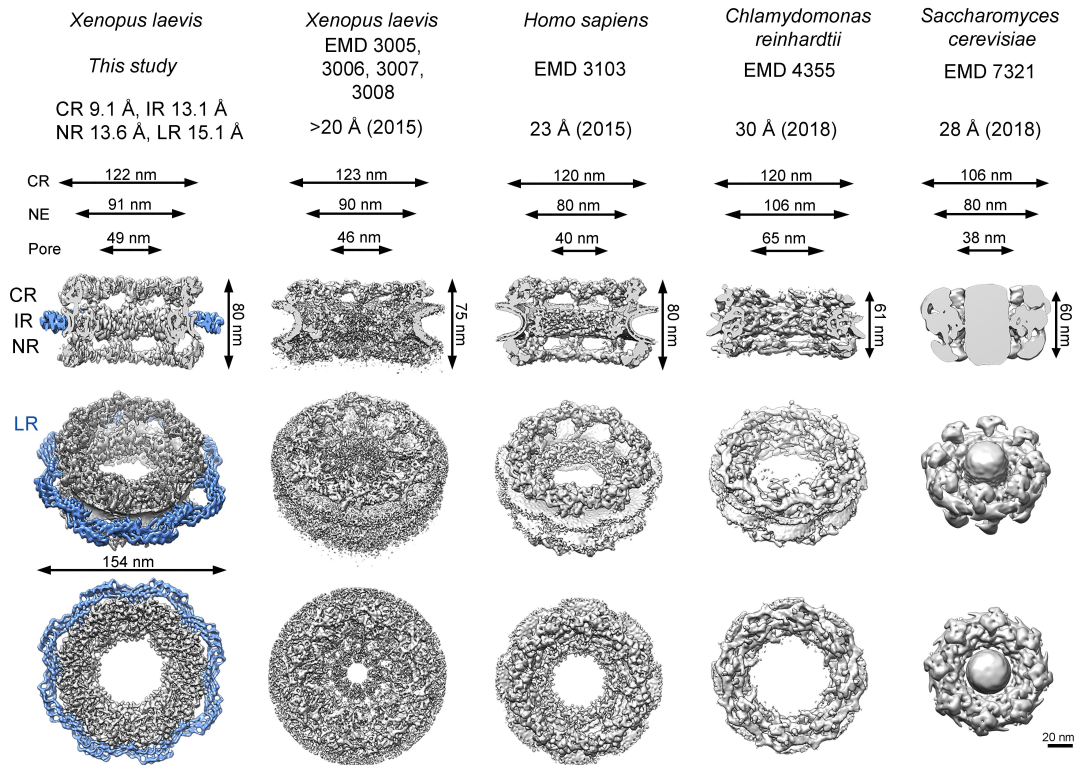 Xenopus laevis
This study
CR 9.1 Å, IR 13.1 Å
NR 13.6 Å, LR 15.1 Å
Xenopus laevis
EMD 3005,
3006, 3007,
3008
>20 Å (2015)
Homo sapiens
EMD 3103
23 Å (2015)
Chlamydomonas
reinhardtii
EMD 4355
30 Å (2018)
Saccharomyces
cerevisiae
EMD 7321
28 Å (2018)
CR 122 nm 123 nm 120 nm 120 nm 106 nm
NE 91 nm 90 nm 80 nm 106 nm 80 nm
Pore 49 nm 46 nm 40 nm 65 nm 38 nm
CR
IR
NR
80 nm
75 nm
80 nm
61 nm
60 nm
LR
154 nm
20 nm